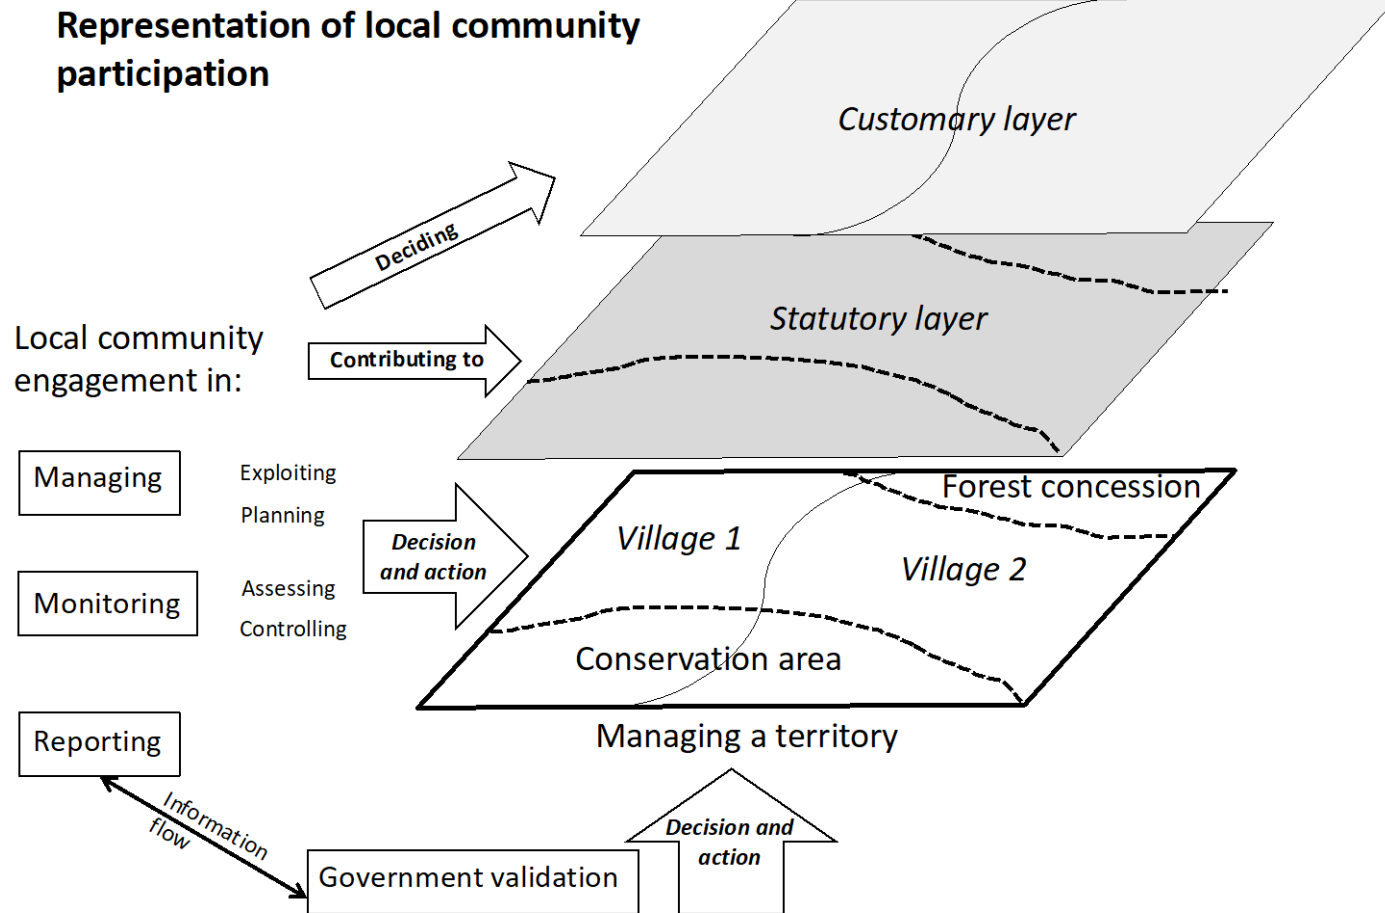 Representation of local community
participation
Customary layer
Deciding
Statutory layer
Local community
engagement in:
Contributing to
Managing
Exploiting
Planning
Monitoring
Assessing
Controlling
Decision
and action
Forest concession
Village 1
Village 2
Conservation area
Managing a territory
Reporting
Information
flow
Government validation
Decision and
action